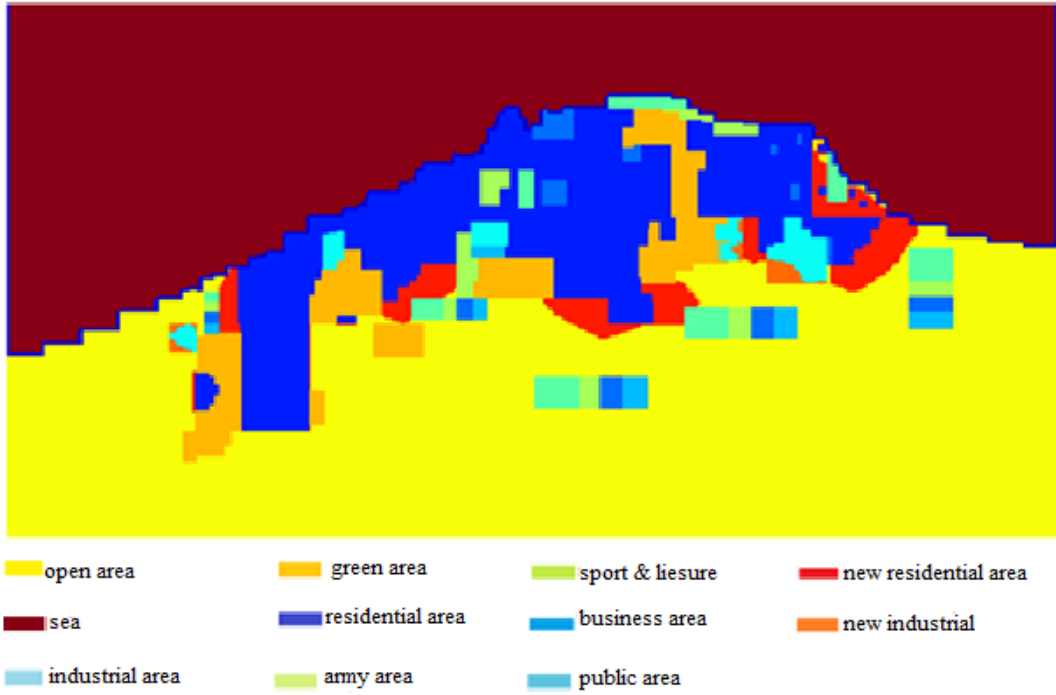 open area
green area
sport & liesure
new residential area
sea
residential area
business area
new industrial
industrial area
army area
public area